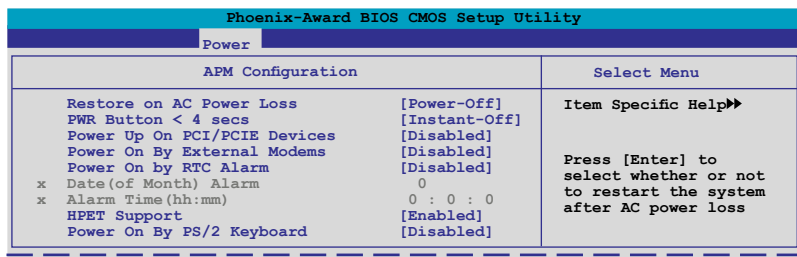 Phoenix-Award BIOS CMOS Setup Utility
Power
APM Configuration
Select Menu
Restore on AC Power Loss [Power-Off]
PWR Button < 4 secs [Instant-Off]
Power Up On PCI/PCIE Devices [Disabled]
Power On By External Modems [Disabled]
Power On by RTC Alarm [Disabled]
x Date(of Month) Alarm 0
x Alarm Time(hh:mm) 0 : 0 : 0
HPET Support [Enabled]
Power On By PS/2 Keyboard [Disabled]
Item Specific Help▶▶
Press [Enter] to
select whether or not
to restart the system
after AC power loss